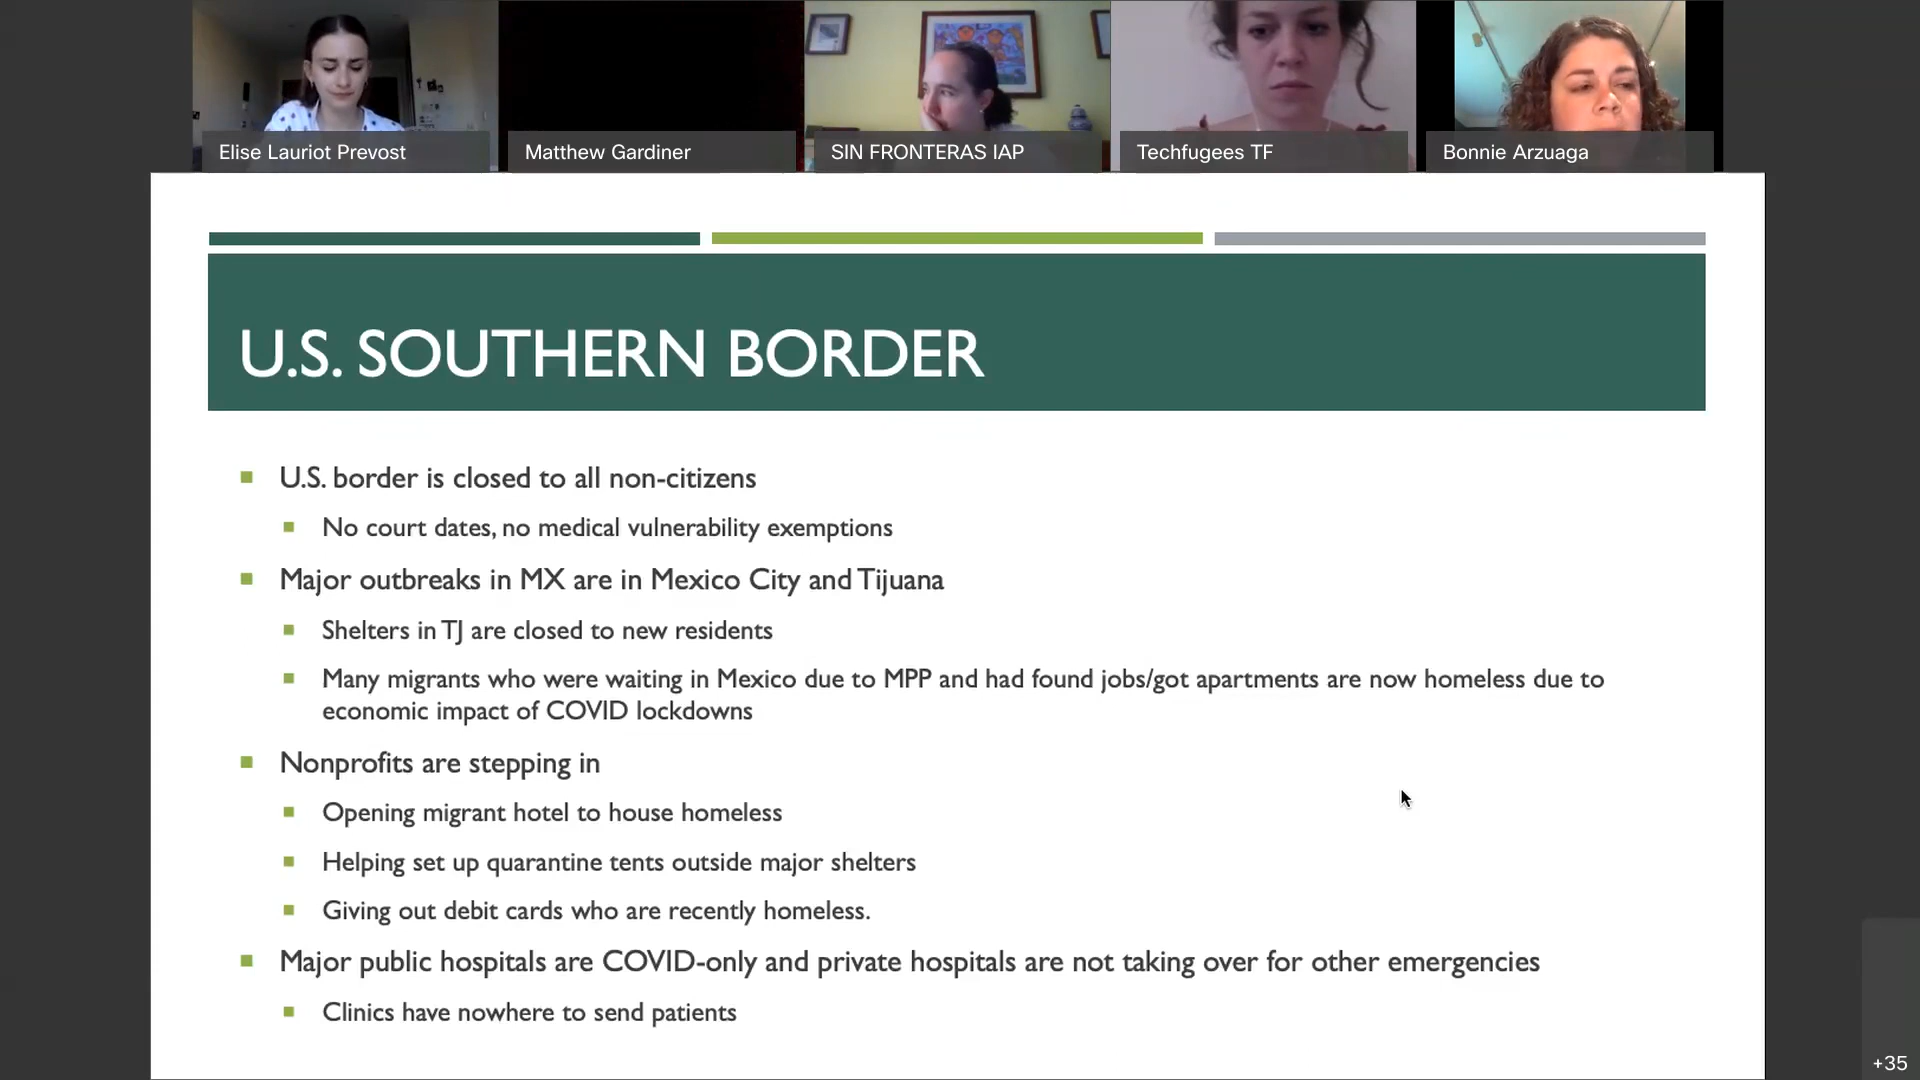 Elise Lauriot Prevost
Matthew Gardiner
SIN FRONTERAS IAP
Techfugees TF
Bonnie Arzuaga
U.S. SOUTHERN BORDER
U.S. border is closed to all non-citizens
No court dates, no medical vulnerability exemptions
Major outbreaks in MX are in Mexico City and Tijuana
Shelters in TJ are closed to new residents
Many migrants who were waiting in Mexico due to MPP and had found jobs/got apartments are now homeless due to
economic impact of COVID lockdowns
Nonprofits are stepping in
Opening migrant hotel to house homeless
Helping set up quarantine tents outside major shelters
Giving out debit cards who are recently homeless.
Major public hospitals are COVID-only and private hospitals are not taking over for other emergencies
Clinics have nowhere to send patients
+35